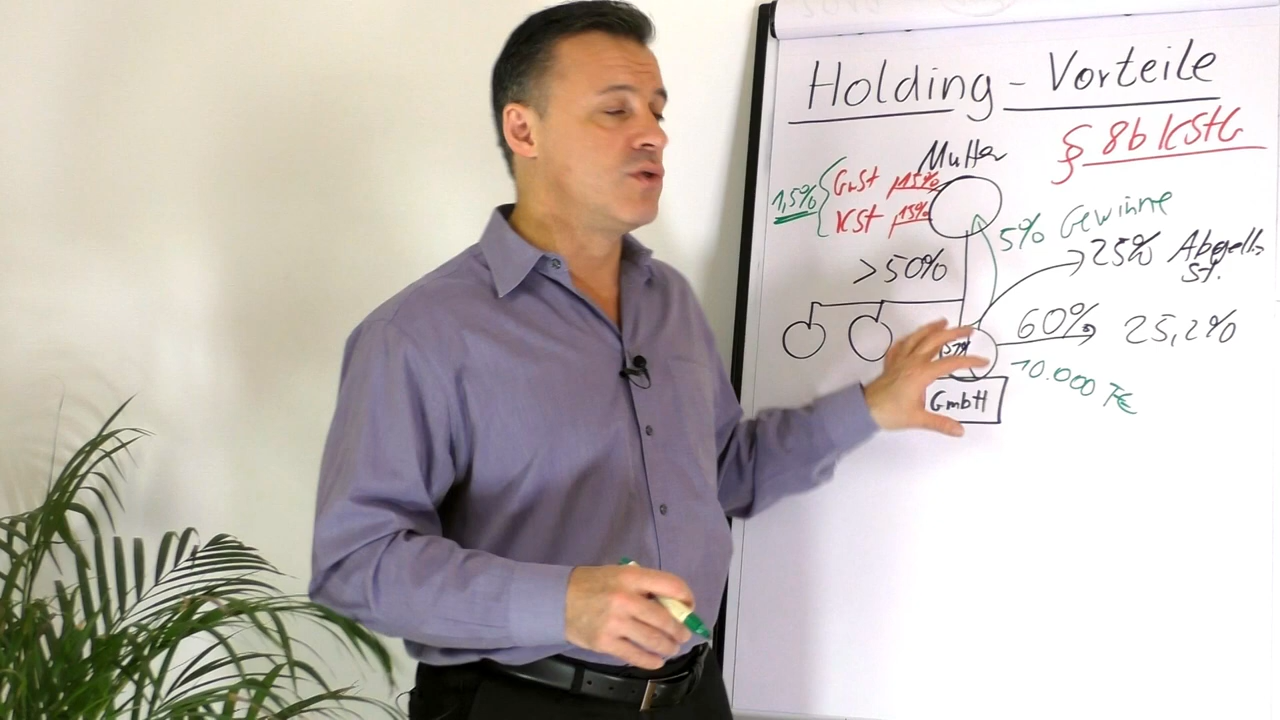 Holding - Vorteile
§ 8b KStG
Mutter
1,5% { GwSt 15%
KSt 15%
5% Gewinne
25% Abgelt.
St.
>50%
60% 25,2%
10.000 T€
GmbH